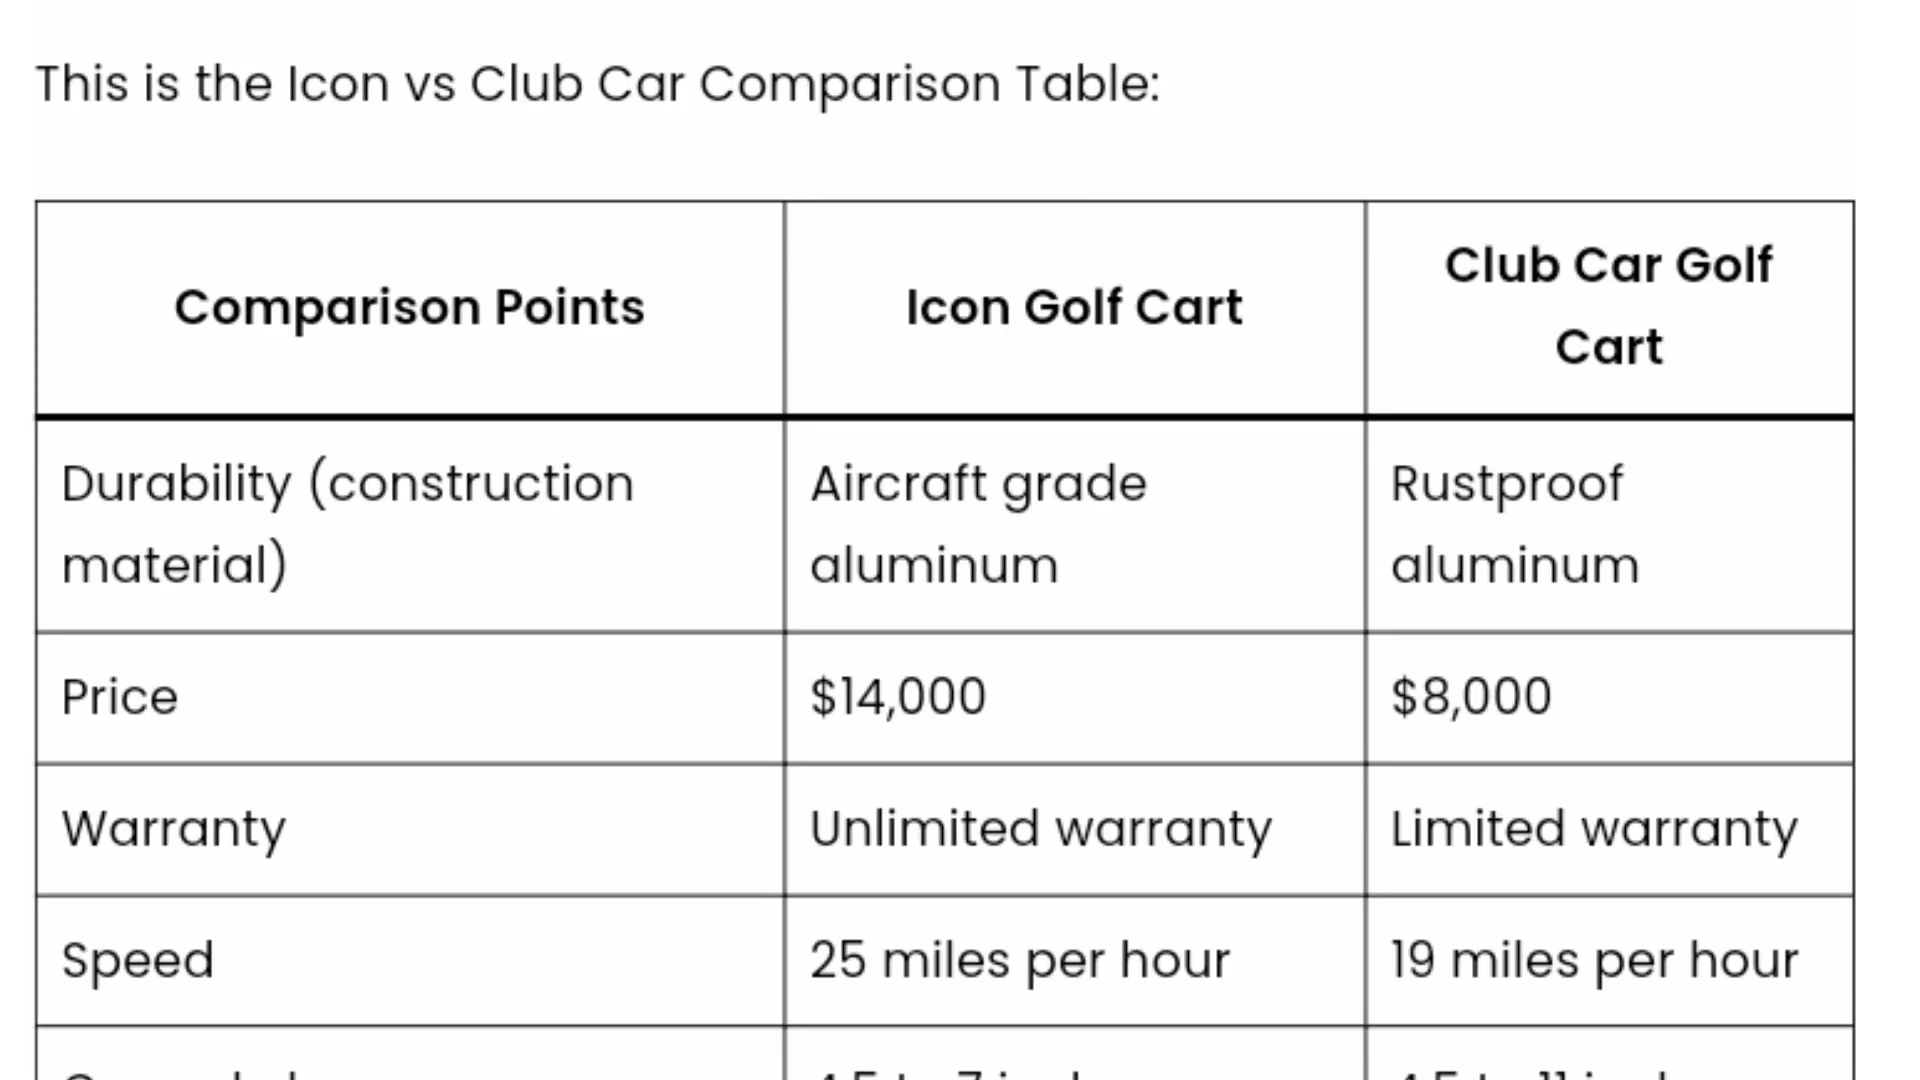 This is the Icon vs Club Car Comparison Table:
Comparison Points
Icon Golf Cart
Club Car Golf
Cart
Durability (construction
material)
Aircraft grade
aluminum
Rustproof
aluminum
Price
$14,000
$8,000
Warranty
Unlimited warranty
Limited warranty
Speed
25 miles per hour
19 miles per hour